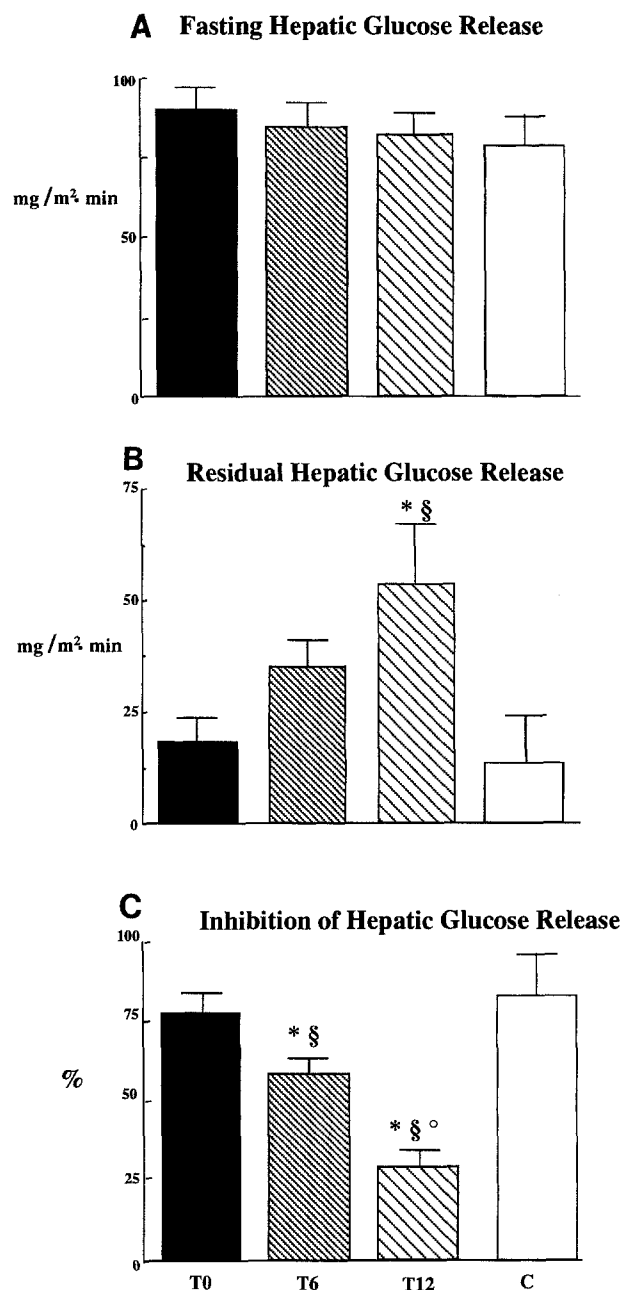 A Fasting Hepatic Glucose Release
100
mg/m2· min
50
0
B Residual Hepatic Glucose Release
75
* §
50
mg/m2· min
25
0
C Inhibition of Hepatic Glucose Release
100
75
* §
%
50
* § °
25
0
T0 T6 T12 C